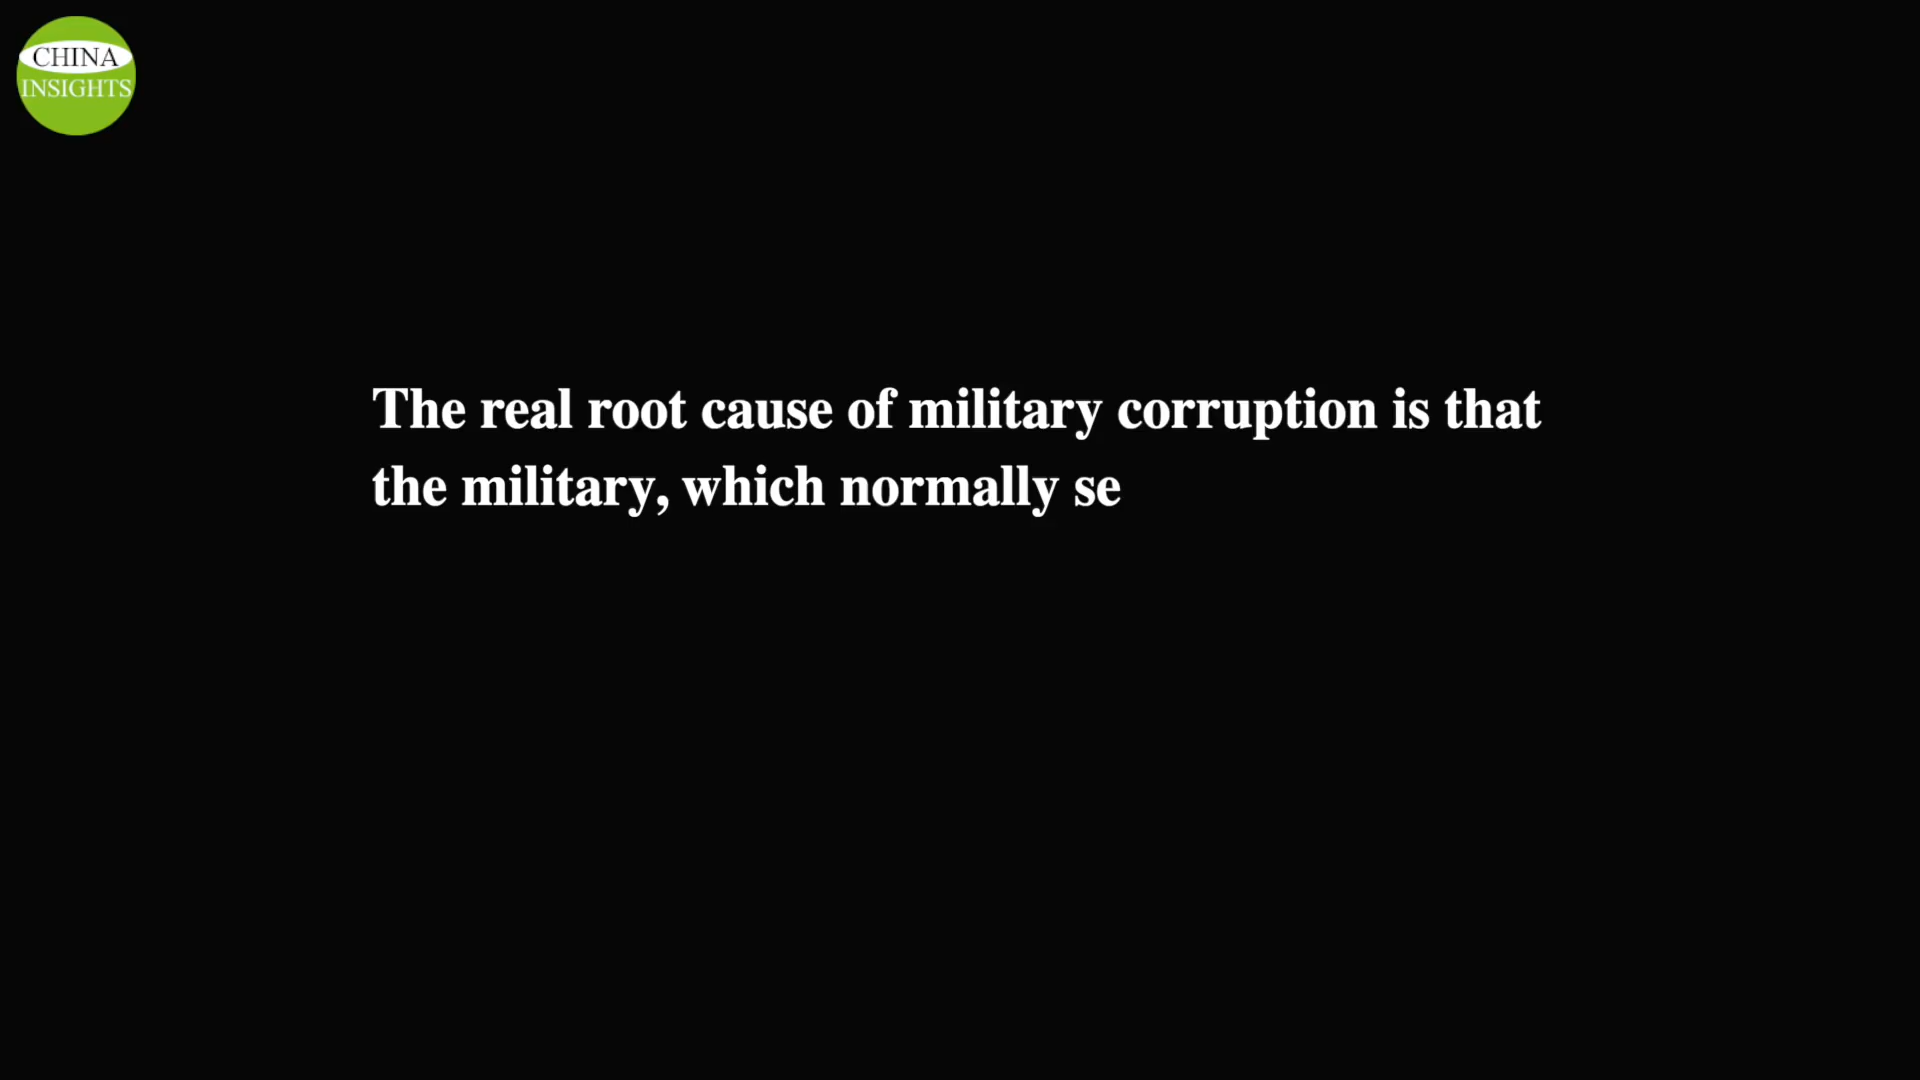 CHINA
INSIGHTS
The real root cause of military corruption is that
the military, which normally se